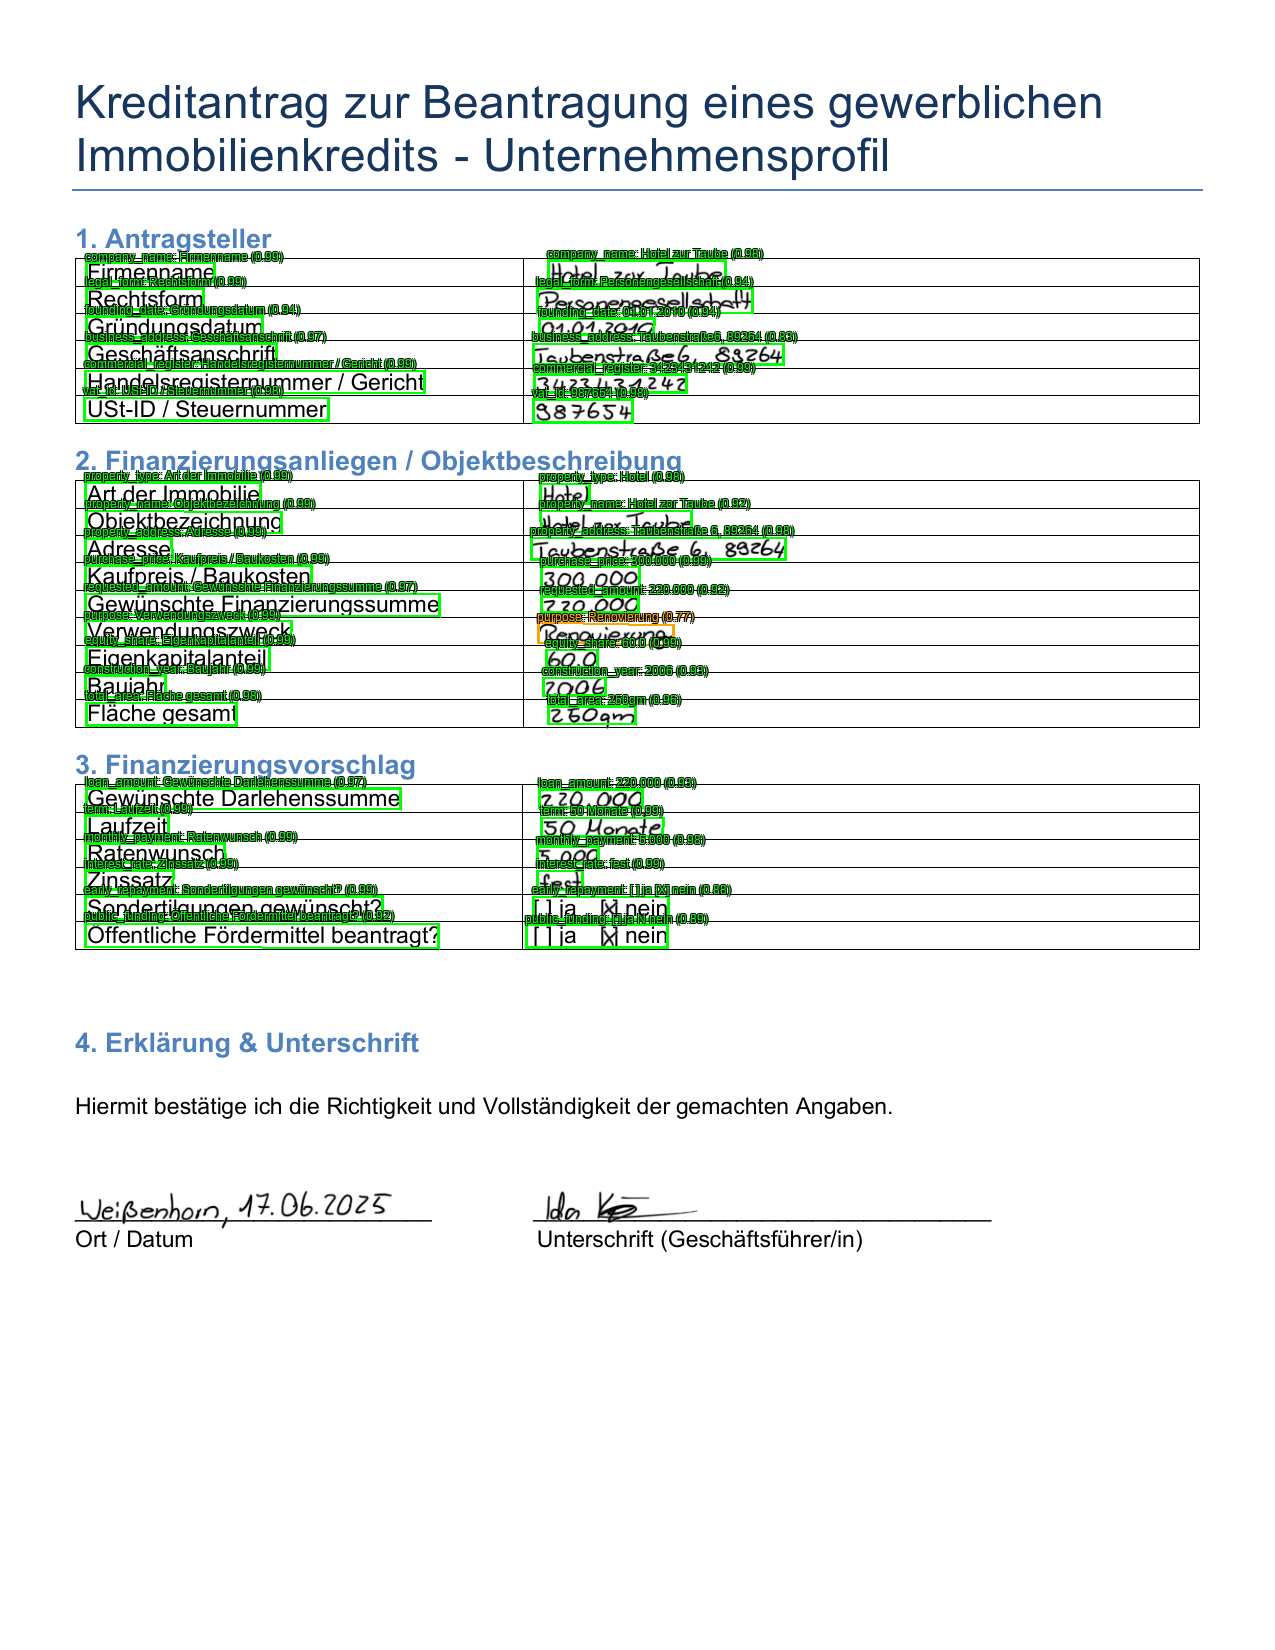 Kreditantrag zur Beantragung eines gewerblichen
Immobilienkredits - Unternehmensprofil
1. Antragsteller
company_name: Firmenname (0.99) company_name: Hotel zur Taube (0.98)
Firmenname Hotel zur Taube
legal_form: Rechtsform (0.99) legal_form: Personengesellschaft (0.94)
Rechtsform Personengesellschaft
founding_date: Gründungsdatum (0.94) founding_date: 01.01.2010 (0.94)
Gründungsdatum 01.01.2010
business_address: Geschäftsanschrift (0.97) business_address: Taubenstraße6, 89264 (0.83)
Geschäftsanschrift Taubenstraße 6, 89264
commercial_register: Handelsregisternummer / Gericht (0.99) commercial_register: 3423431242 (0.99)
Handelsregisternummer / Gericht 3423431242
vat_id: USt-ID / Steuernummer (0.98) vat_id: 987654 (0.98)
USt-ID / Steuernummer 987654
2. Finanzierungsanliegen / Objektbeschreibung
property_type: Art der Immobilie (0.99) property_type: Hotel (0.98)
Art der Immobilie Hotel
property_name: Objektbezeichnung (0.99) property_name: Hotel zor Taube (0.92)
Objektbezeichnung Hotel zur Taube
property_address: Adresse (0.99) property_address: Taubenstraße 6, 89264 (0.98)
Adresse Taubenstraße 6, 89264
purchase_price: Kaufpreis / Baukosten (0.99) purchase_price: 300.000 (0.99)
Kaufpreis / Baukosten 300.000
requested_amount: Gewünschte Finanzierungssumme (0.97) requested_amount: 220.000 (0.92)
Gewünschte Finanzierungssumme 220.000
purpose: Verwendungszweck (0.99) purpose: Renovierung (0.77)
Verwendungszweck Renovierung
equity_share: Eigenkapitalanteil (0.99) equity_share: 60.0 (0.99)
Eigenkapitalanteil 60.0
construction_year: Baujahr (0.99) construction_year: 2006 (0.93)
Baujahr 2006
total_area: Fläche gesamt (0.98) total_area: 250gm (0.96)
Fläche gesamt 250qm
3. Finanzierungsvorschlag
loan_amount: Gewünschte Darlehenssumme (0.97) loan_amount: 220.000 (0.93)
Gewünschte Darlehenssumme 220.000
term: Laufzeit (0.99) term: 50 Monate (0.99)
Laufzeit 50 Monate
monthly_payment: Ratenwunsch (0.99) monthly_payment: 5.000 (0.98)
Ratenwunsch 5.000
interest_rate: Zinssatz (0.99) interest_rate: fest (0.99)
Zinssatz fest
early_repayment: Sondertilgungen gewünscht? (0.99) early_repayment: [ ] ja [X] nein (0.88)
Sondertilgungen gewünscht? [ ] ja [X] nein
public_funding: Öffentliche Fördermittel beantragt? (0.92) public_funding: [ ] ja N nein (0.89)
Öffentliche Fördermittel beantragt? [ ] ja [X] nein
4. Erklärung & Unterschrift
Hiermit bestätige ich die Richtigkeit und Vollständigkeit der gemachten Angaben.
Weißenhorn, 17.06.2025 Ida
Ort / Datum Unterschrift (Geschäftsführer/in)